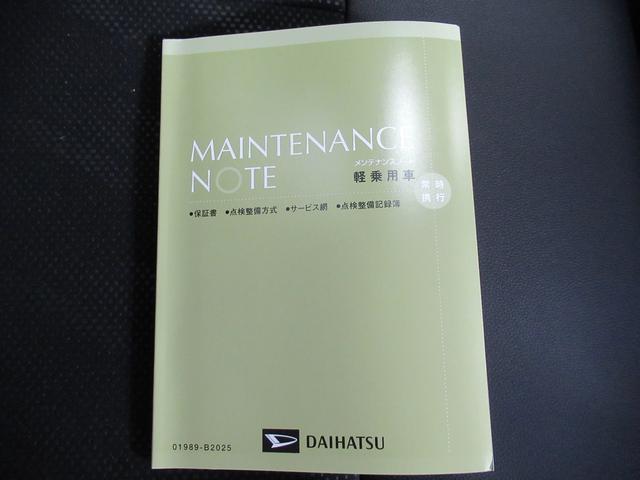 MAINTENANCE
メンテナンスノート
NOTE 軽乗用車
常時
携行
●保証書 ●点検整備方式 ●サービス網 ●点検整備記録簿
01989-B2025 DAIHATSU